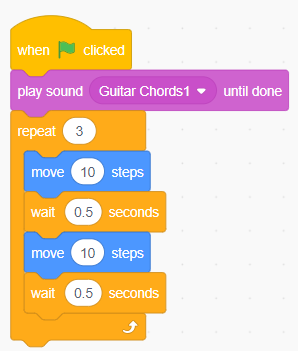 when clicked
play sound Guitar Chords1 until done
repeat 3
move 10 steps
wait 0.5 seconds
move 10 steps
wait 0.5 seconds